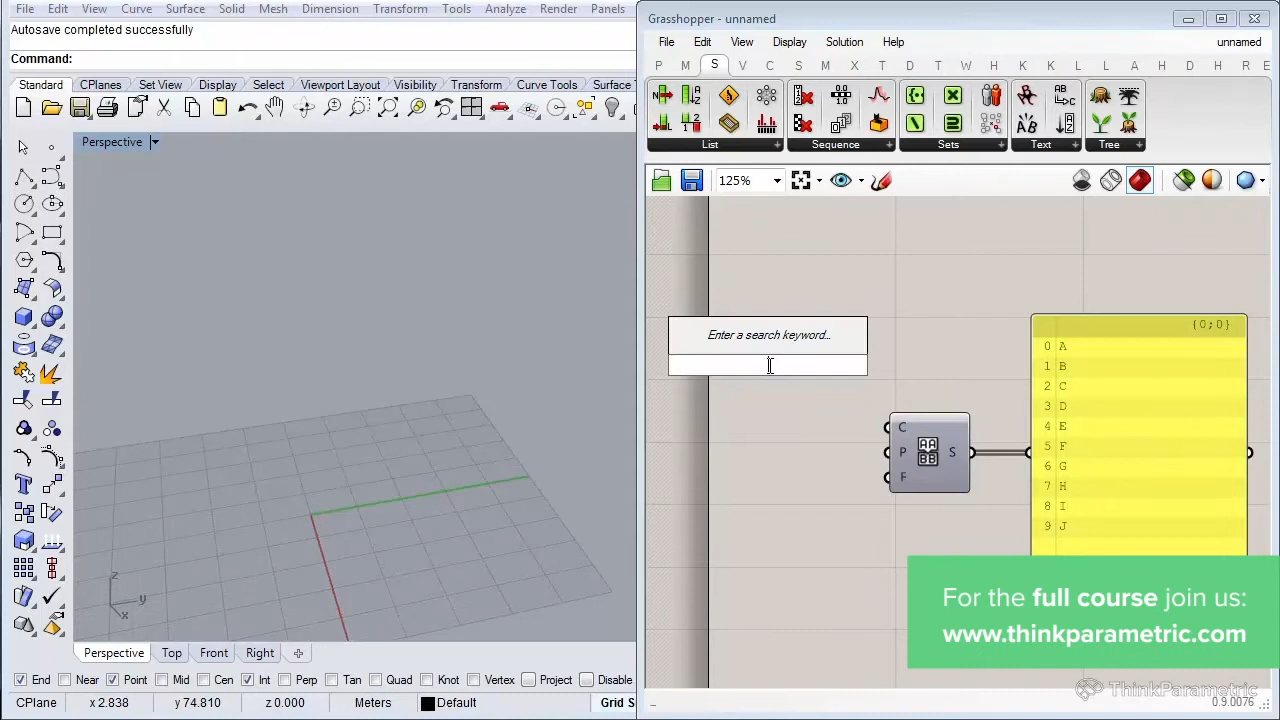 File Edit View Curve Surface Solid Mesh Dimension Transform Tools Analyze Render Panels
Autosave completed successfully
Command:
Standard CPlanes Set View Display Select Viewport Layout Visibility Transform Curve Tools Surface T
Perspective
z
y
x
Perspective Top Front Right
End Near Point Mid Cen Int Perp Tan Quad Knot Vertex Project Disable
CPlane x 2.838 y 74.810 z 0.000 Meters Default Grid S
Grasshopper - unnamed
File Edit View Display Solution Help unnamed
P M S V C S M X T D T W H K K L A D H R E
List Sequence Sets Text Tree
125%
Enter a search keyword...
C
P S
F
{0;0}
0 A
1 B
2 C
3 D
4 E
5 F
6 G
7 H
8 I
9 J
For the full course join us:
www.thinkparametric.com
ThinkParametric
0.9.0076